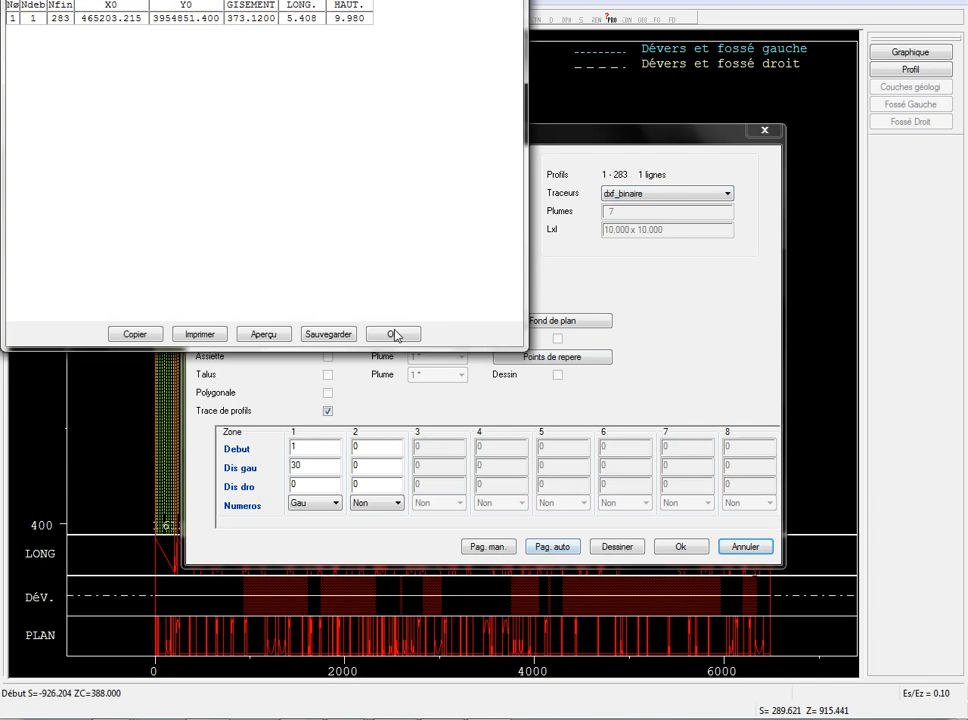 Nø Ndeb Nfin X0 Y0 GISEMENT LONG. HAUT.
1 1 283 465203.215 3954851.400 373.1200 5.408 9.980
PRO
Dévers et fossé gauche
Dévers et fossé droit
Graphique
Profil
Couches géologi
Fossé Gauche
Fossé Droit
Profils 1 - 283 1 lignes
Traceurs dxf_binaire
Plumes 7
Lxl 10.000 x 10.000
Copier Imprimer Aperçu Sauvegarder
Fond de plan
Assiette Plume 1 * Points de repere
Talus Plume 1 * Dessin
Polygonale
Trace de profils
Zone 1 2 3 4 5 6 7 8
Debut 1 0 0 0 0 0 0 0
Dis gau 30 0 0 0 0 0 0 0
Dis dro 0 0 0 0 0 0 0 0
Numeros Gau Non Non Non Non Non Non Non
Pag. man. Pag. auto Dessiner Ok Annuler
400
LONG
DéV.
PLAN
0 2000 4000 6000
Début S=-926.204 ZC=388.000 Es/Ez = 0.10
S= 289.621 Z= 915.441